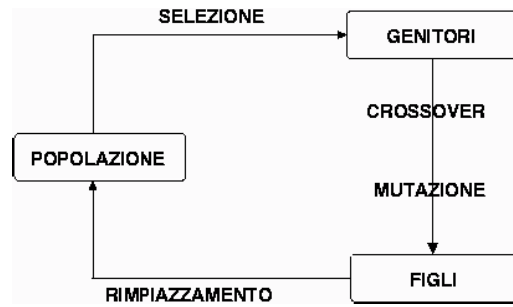 SELEZIONE
GENITORI
CROSSOVER
POPOLAZIONE
MUTAZIONE
FIGLI
RIMPIAZZAMENTO